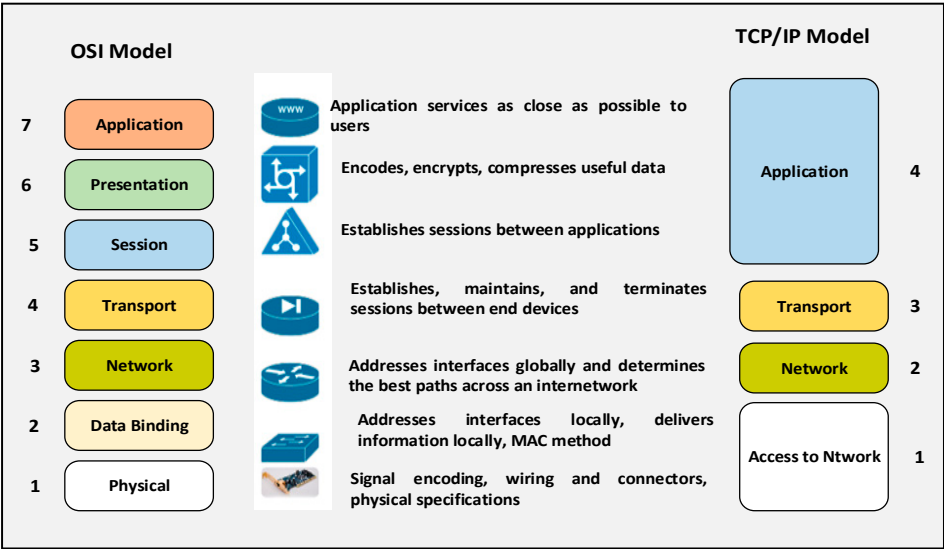 OSI Model
TCP/IP Model
7
Application
www
Application services as close as possible to
users
6
Presentation
Encodes, encrypts, compresses useful data
Application
4
5
Session
Establishes sessions between applications
4
Transport
Establishes, maintains, and terminates
sessions between end devices
Transport
3
3
Network
Addresses interfaces globally and determines
the best paths across an internetwork
Network
2
2
Data Binding
Addresses interfaces locally, delivers
information locally, MAC method
Access to Ntwork
1
1
Physical
Signal encoding, wiring and connectors,
physical specifications